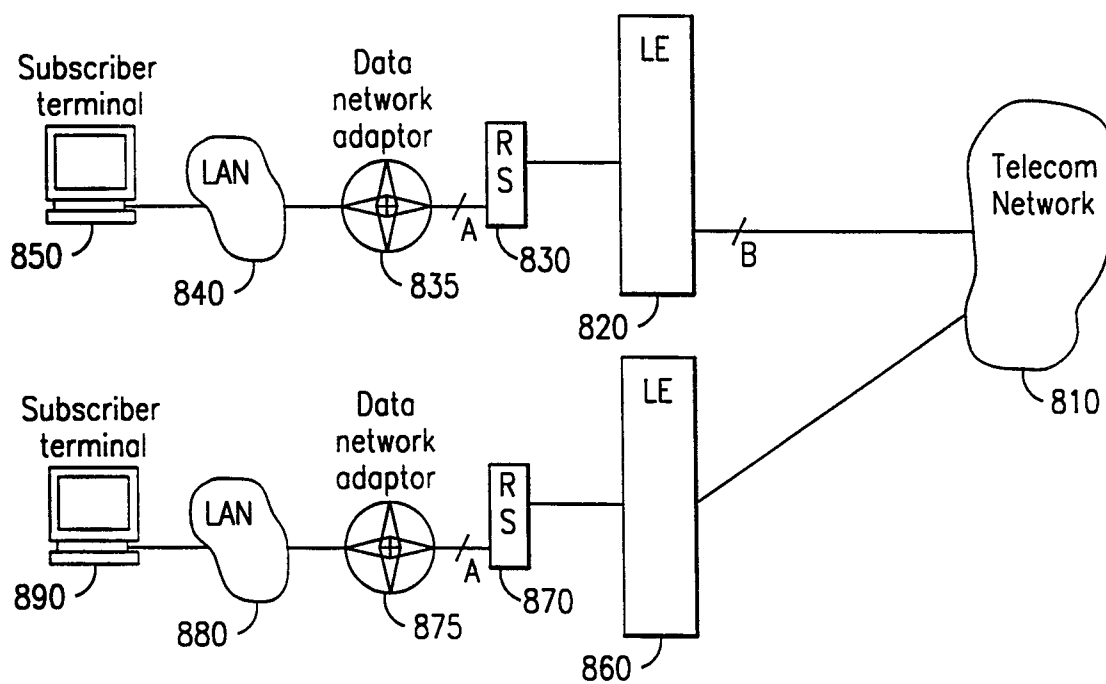 Subscriber
terminal
850
LAN
840
Data
network
adaptor
835
A
R
S
830
LE
820
B
Telecom
Network
810
Subscriber
terminal
890
LAN
880
Data
network
adaptor
875
A
R
S
870
LE
860